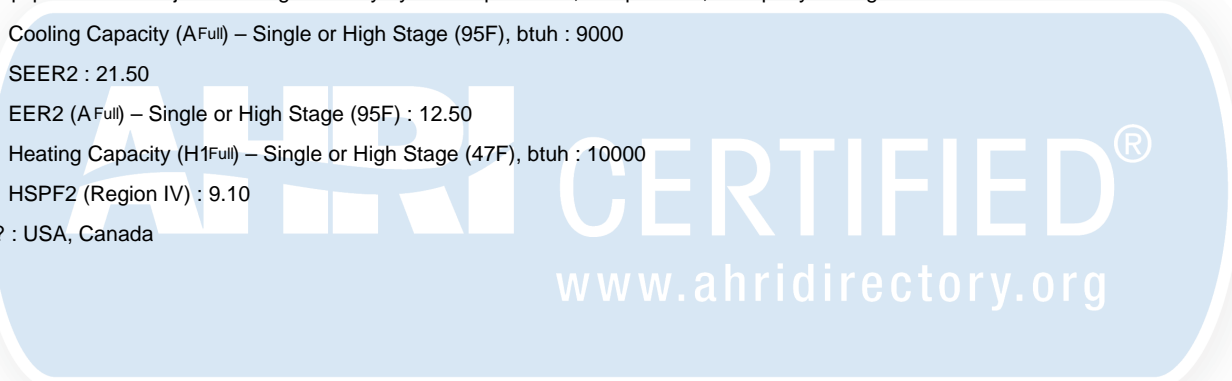 Cooling Capacity (AFull) – Single or High Stage (95F), btuh : 9000
SEER2 : 21.50
EER2 (AFull) – Single or High Stage (95F) : 12.50
Heating Capacity (H1Full) – Single or High Stage (47F), btuh : 10000
HSPF2 (Region IV) : 9.10
? : USA, Canada
AHRI CERTIFIED®
www.ahridirectory.org